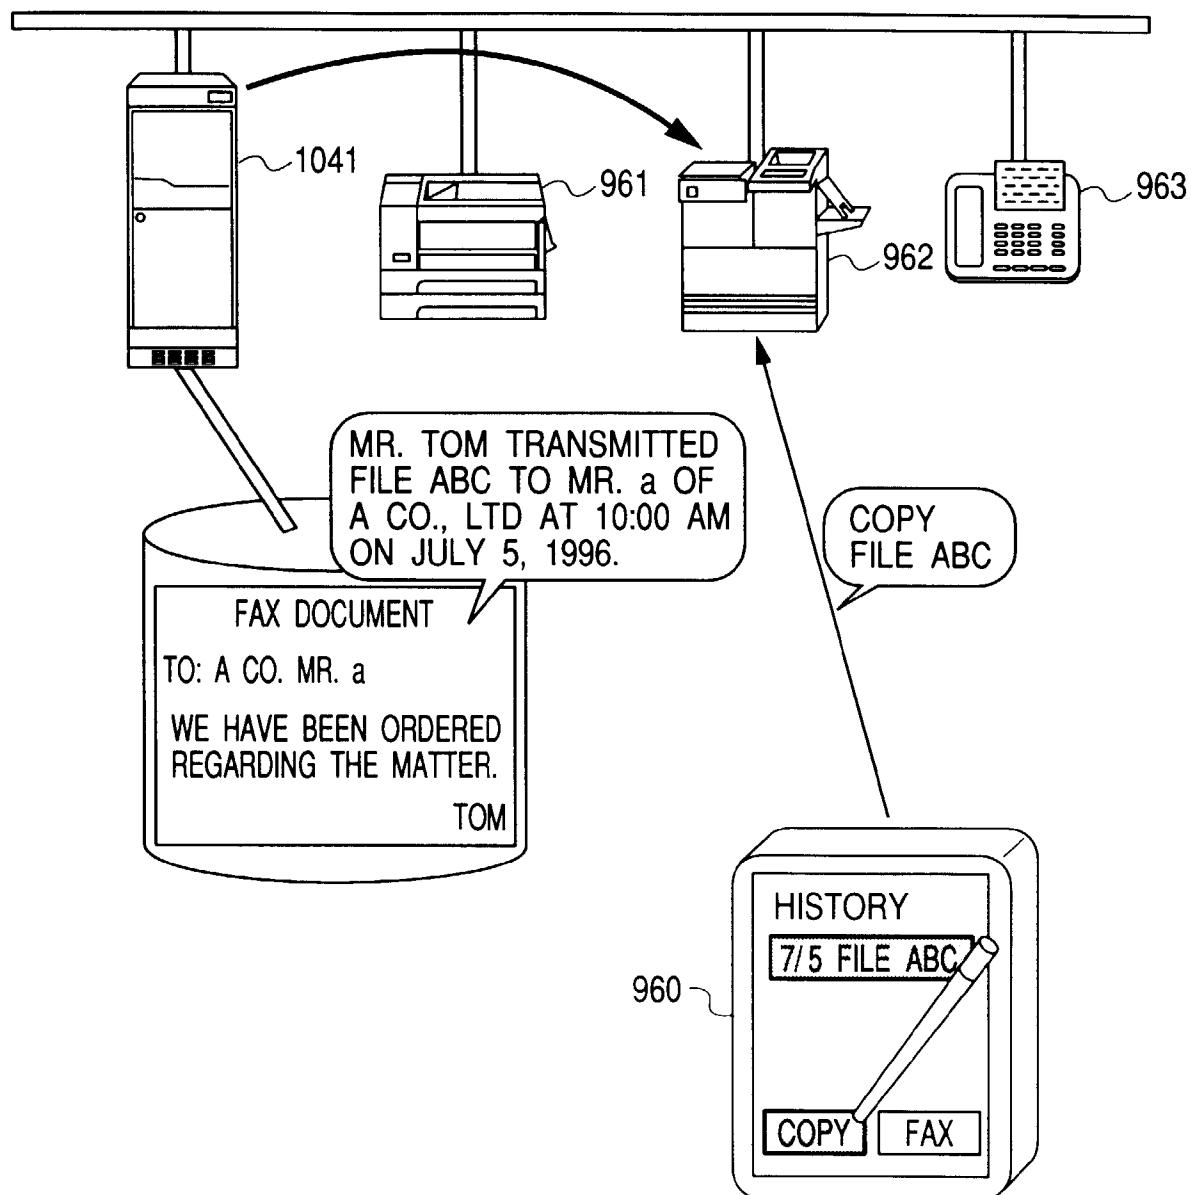 1041
961
962
963
MR. TOM TRANSMITTED
FILE ABC TO MR. a OF
A CO., LTD AT 10:00 AM
ON JULY 5, 1996.
COPY
FILE ABC
FAX DOCUMENT
TO: A CO. MR. a
WE HAVE BEEN ORDERED
REGARDING THE MATTER.
TOM
HISTORY
7/5 FILE ABC
960
COPY
FAX